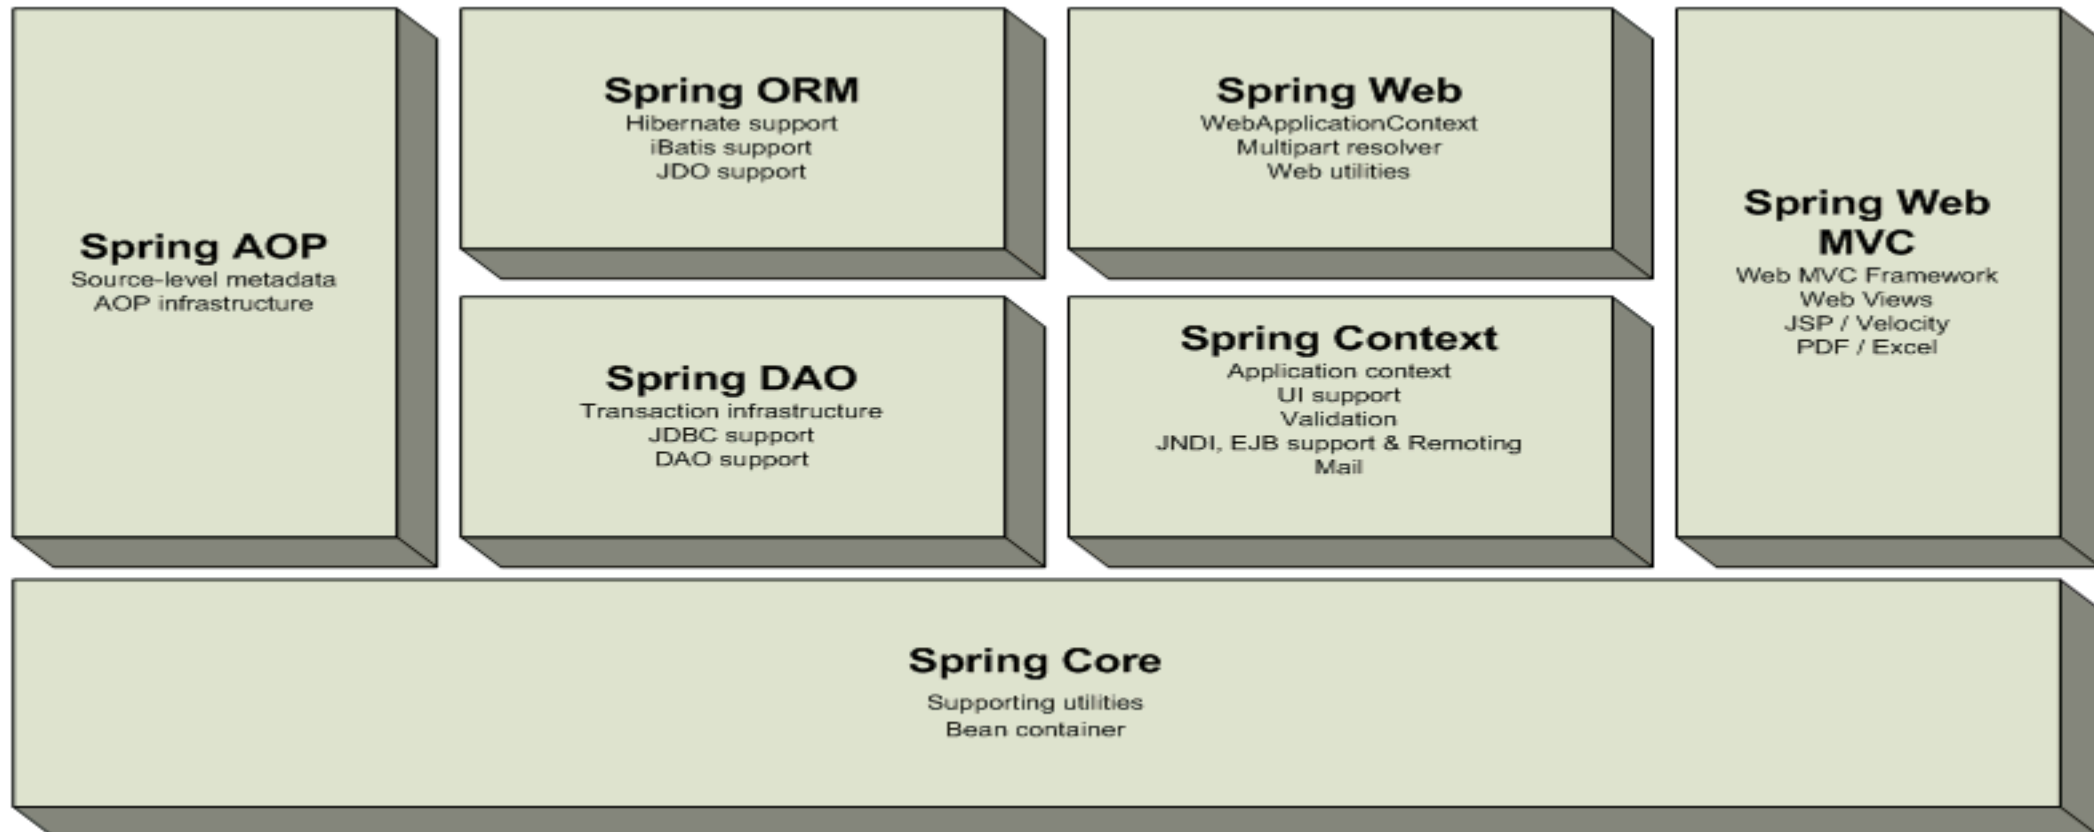 Spring AOP
Source-level metadata
AOP infrastructure
Spring ORM
Hibernate support
iBatis support
JDO support
Spring DAO
Transaction infrastructure
JDBC support
DAO support
Spring Web
WebApplicationContext
Multipart resolver
Web utilities
Spring Context
Application context
UI support
Validation
JNDI, EJB support & Remoting
Mail
Spring Web
MVC
Web MVC Framework
Web Views
JSP / Velocity
PDF / Excel
Spring Core
Supporting utilities
Bean container